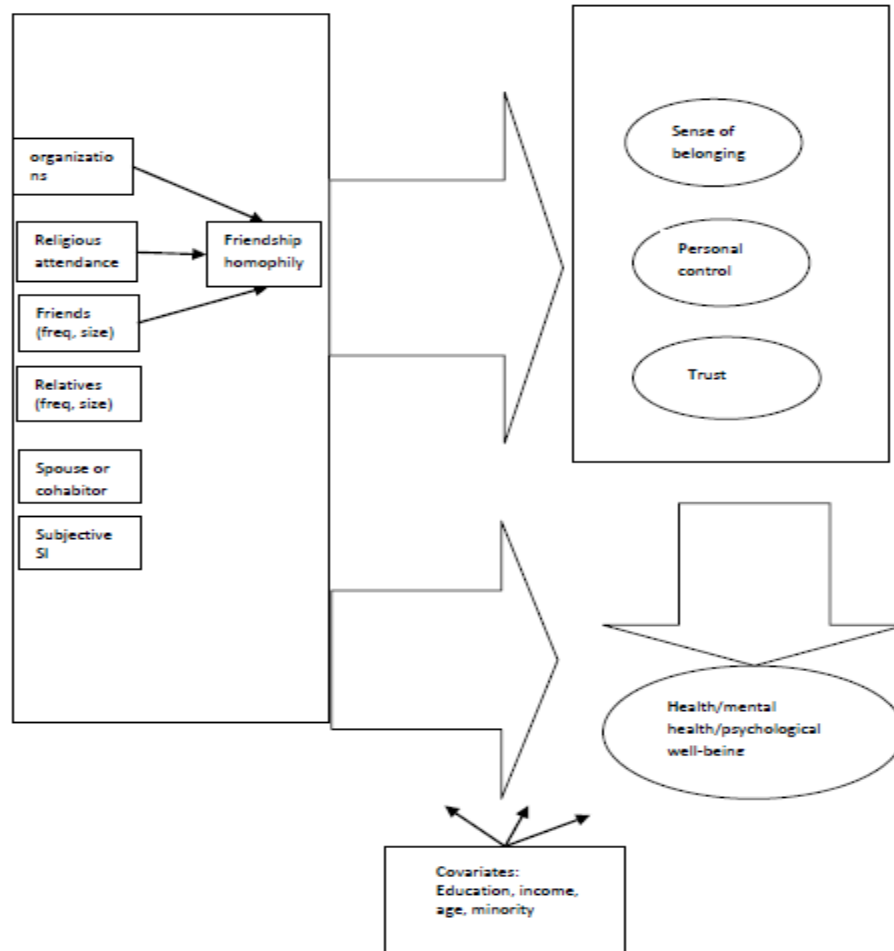 organizatio
ns
Religious
attendance
Friendship
homophily
Friends
(freq, size)
Relatives
(freq, size)
Spouse or
cohabitor
Subjective
SI
Sense of
belonging
Personal
control
Trust
Health/mental
health/psychological
well-being
Covariates:
Education, income,
age, minority